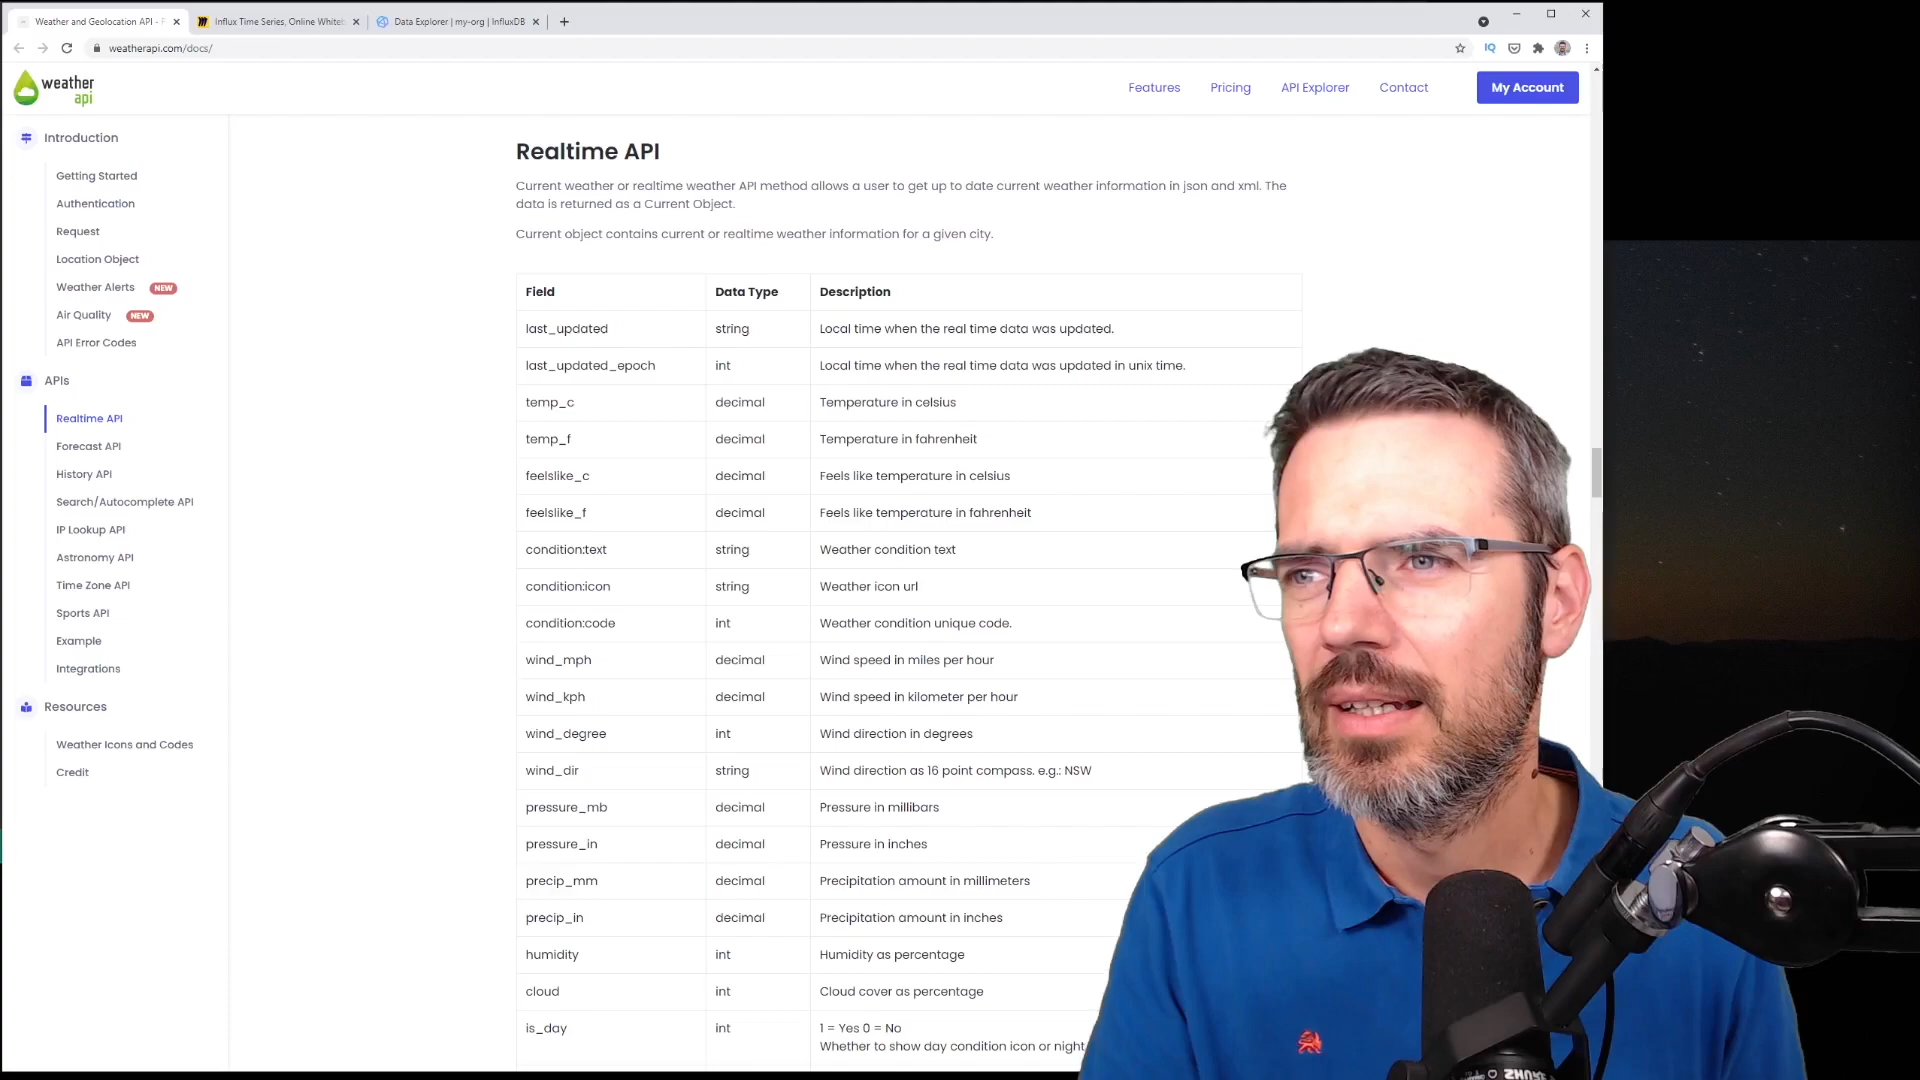 Weather and Geolocation API - F
Influx Time Series, Online Whiteb
Data Explorer | my-org | InfluxDB
weatherapi.com/docs/
IQ
weather
api
Features
Pricing
API Explorer
Contact
My Account
Introduction
Getting Started
Authentication
Request
Location Object
Weather Alerts NEW
Air Quality NEW
API Error Codes
APIs
Realtime API
Forecast API
History API
Search/Autocomplete API
IP Lookup API
Astronomy API
Time Zone API
Sports API
Example
Integrations
Resources
Weather Icons and Codes
Credit
Realtime API
Current weather or realtime weather API method allows a user to get up to date current weather information in json and xml. The
data is returned as a Current Object.
Current object contains current or realtime weather information for a given city.
Field Data Type Description
last_updated string Local time when the real time data was updated.
last_updated_epoch int Local time when the real time data was updated in unix time.
temp_c decimal Temperature in celsius
temp_f decimal Temperature in fahrenheit
feelslike_c decimal Feels like temperature in celsius
feelslike_f decimal Feels like temperature in fahrenheit
condition:text string Weather condition text
condition:icon string Weather icon url
condition:code int Weather condition unique code.
wind_mph decimal Wind speed in miles per hour
wind_kph decimal Wind speed in kilometer per hour
wind_degree int Wind direction in degrees
wind_dir string Wind direction as 16 point compass. e.g.: NSW
pressure_mb decimal Pressure in millibars
pressure_in decimal Pressure in inches
precip_mm decimal Precipitation amount in millimeters
precip_in decimal Precipitation amount in inches
humidity int Humidity as percentage
cloud int Cloud cover as percentage
is_day int 1 = Yes 0 = No
Whether to show day condition icon or night